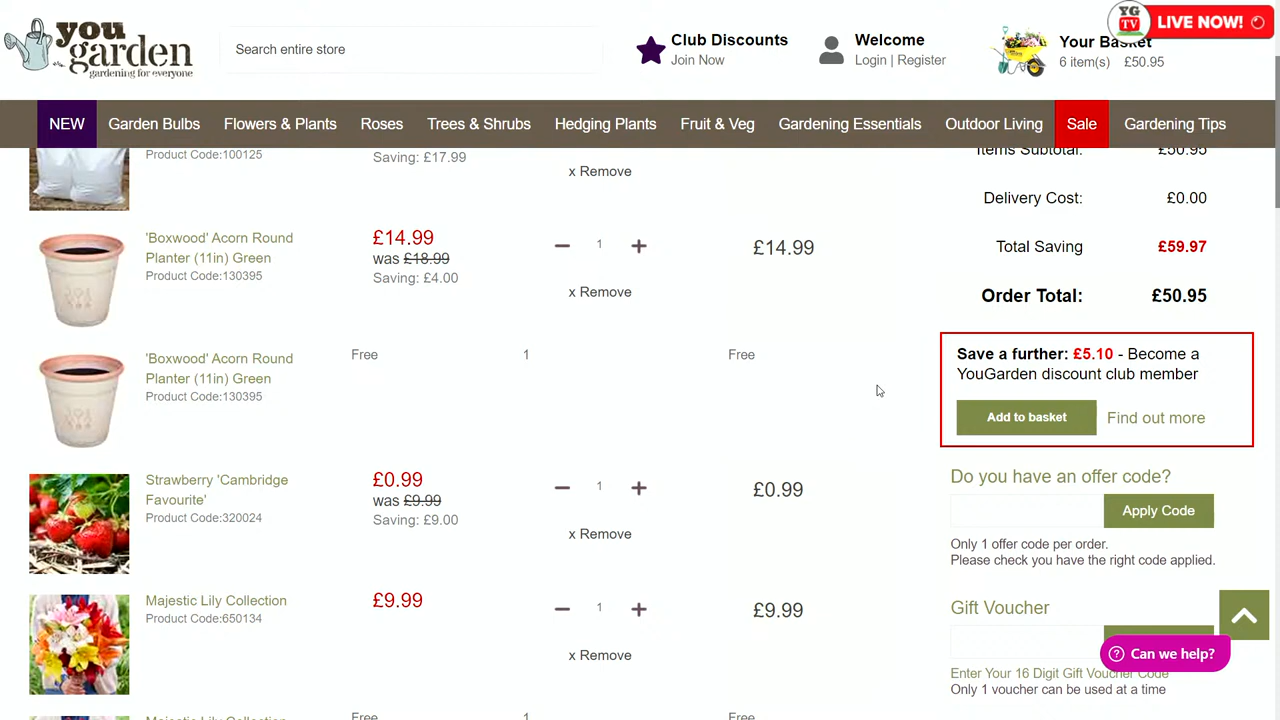 you
garden
gardening for everyone
Search entire store
Club Discounts
Join Now
Welcome
Login | Register
Your Basket
6 item(s) £50.95
YG
TV
LIVE NOW!
NEW
Garden Bulbs
Flowers & Plants
Roses
Trees & Shrubs
Hedging Plants
Fruit & Veg
Gardening Essentials
Outdoor Living
Sale
Gardening Tips
Product Code:100125
Saving: £17.99
x Remove
'Boxwood' Acorn Round
Planter (11in) Green
Product Code:130395
£14.99
was £18.99
Saving: £4.00
1
x Remove
£14.99
'Boxwood' Acorn Round
Planter (11in) Green
Product Code:130395
Free
1
Free
Strawberry 'Cambridge
Favourite'
Product Code:320024
£0.99
was £9.99
Saving: £9.00
1
x Remove
£0.99
Majestic Lily Collection
Product Code:650134
£9.99
1
x Remove
£9.99
Majestic Lily Collection
Free
1
Free
Items Subtotal: £50.95
Delivery Cost: £0.00
Total Saving £59.97
Order Total: £50.95
Save a further: £5.10 - Become a
YouGarden discount club member
Add to basket
Find out more
Do you have an offer code?
Apply Code
Only 1 offer code per order.
Please check you have the right code applied.
Gift Voucher
Can we help?
Enter Your 16 Digit Gift Voucher Code
Only 1 voucher can be used at a time